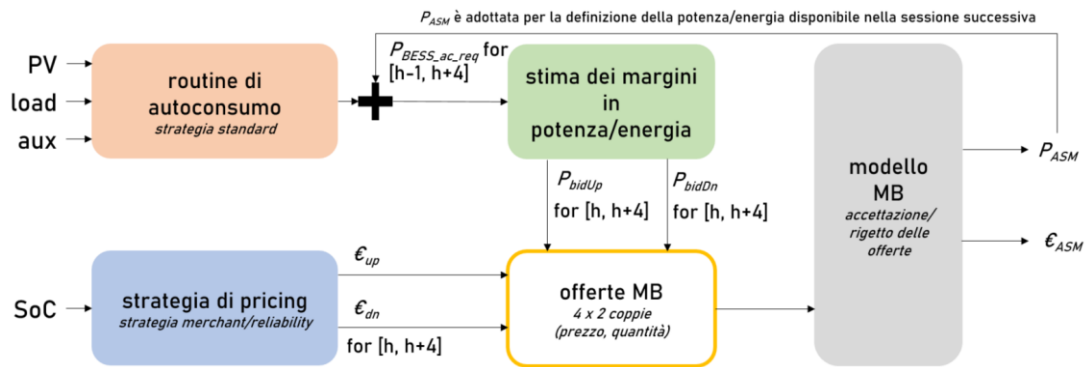 P_ASM è adottata per la definizione della potenza/energia disponibile nella sessione successiva
PV
load
aux
routine di
autoconsumo
strategia standard
P_BESS_ac_req for
[h-1, h+4]
stima dei margini
in
potenza/energia
P_bidUp
for [h, h+4]
P_bidDn
for [h, h+4]
modello
MB
accettazione/
rigetto delle
offerte
P_ASM
€_ASM
SoC
strategia di pricing
strategia merchant/reliability
€_up
€_dn
for [h, h+4]
offerte MB
4 x 2 coppie
(prezzo, quantità)